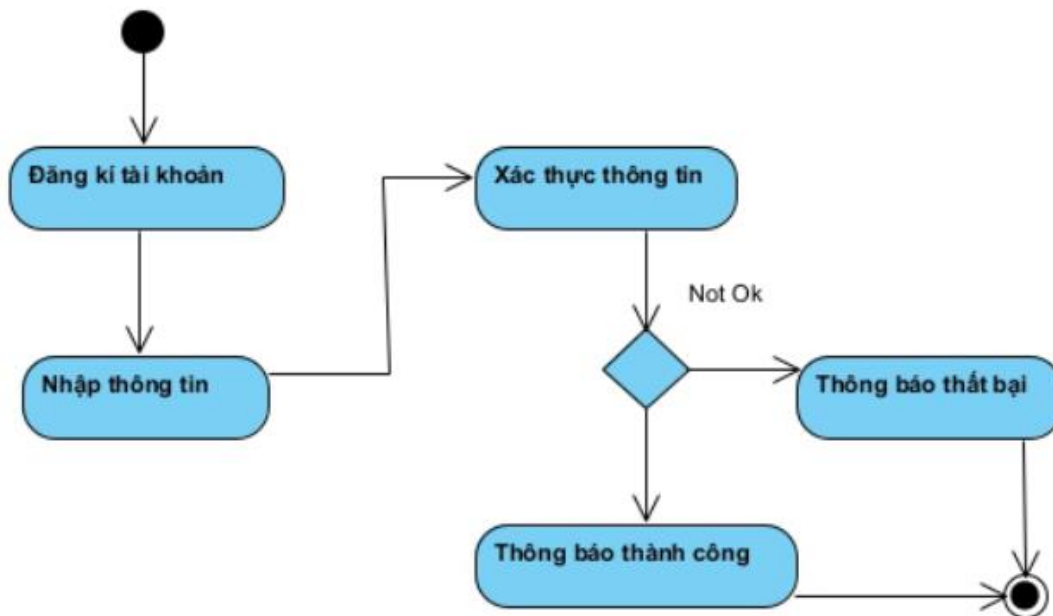 Đăng kí tài khoản
Xác thực thông tin
Not Ok
Nhập thông tin
Thông báo thất bại
Thông báo thành công